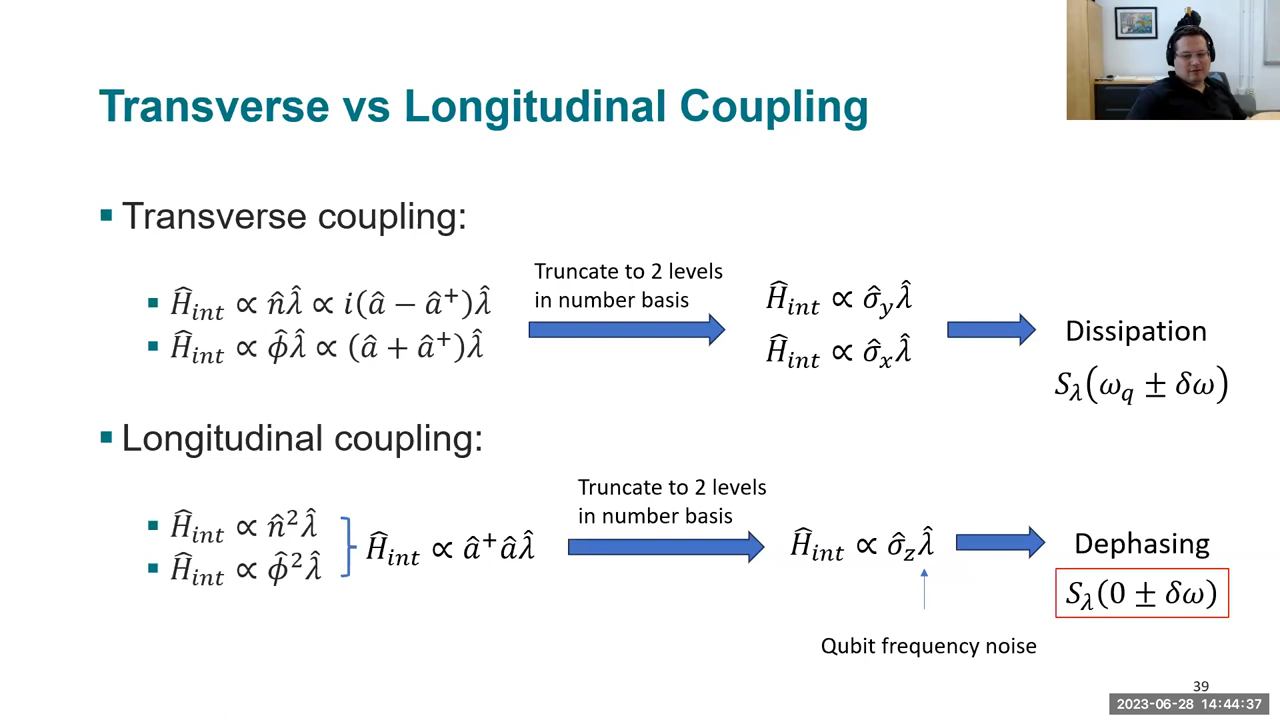 Transverse vs Longitudinal Coupling
Transverse coupling:
Ĥ_int ∝ n̂λ̂ ∝ i(â − â⁺)λ̂
Ĥ_int ∝ ϕ̂λ̂ ∝ (â + â⁺)λ̂
Truncate to 2 levels
in number basis
Ĥ_int ∝ σ̂_yλ̂
Ĥ_int ∝ σ̂_xλ̂
Dissipation
S_λ(ω_q ± δω)
Longitudinal coupling:
Ĥ_int ∝ n̂²λ̂
Ĥ_int ∝ ϕ̂²λ̂
Ĥ_int ∝ â⁺âλ̂
Truncate to 2 levels
in number basis
Ĥ_int ∝ σ̂_zλ̂
Dephasing
S_λ(0 ± δω)
Qubit frequency noise
39
2023-06-28 14:44:37